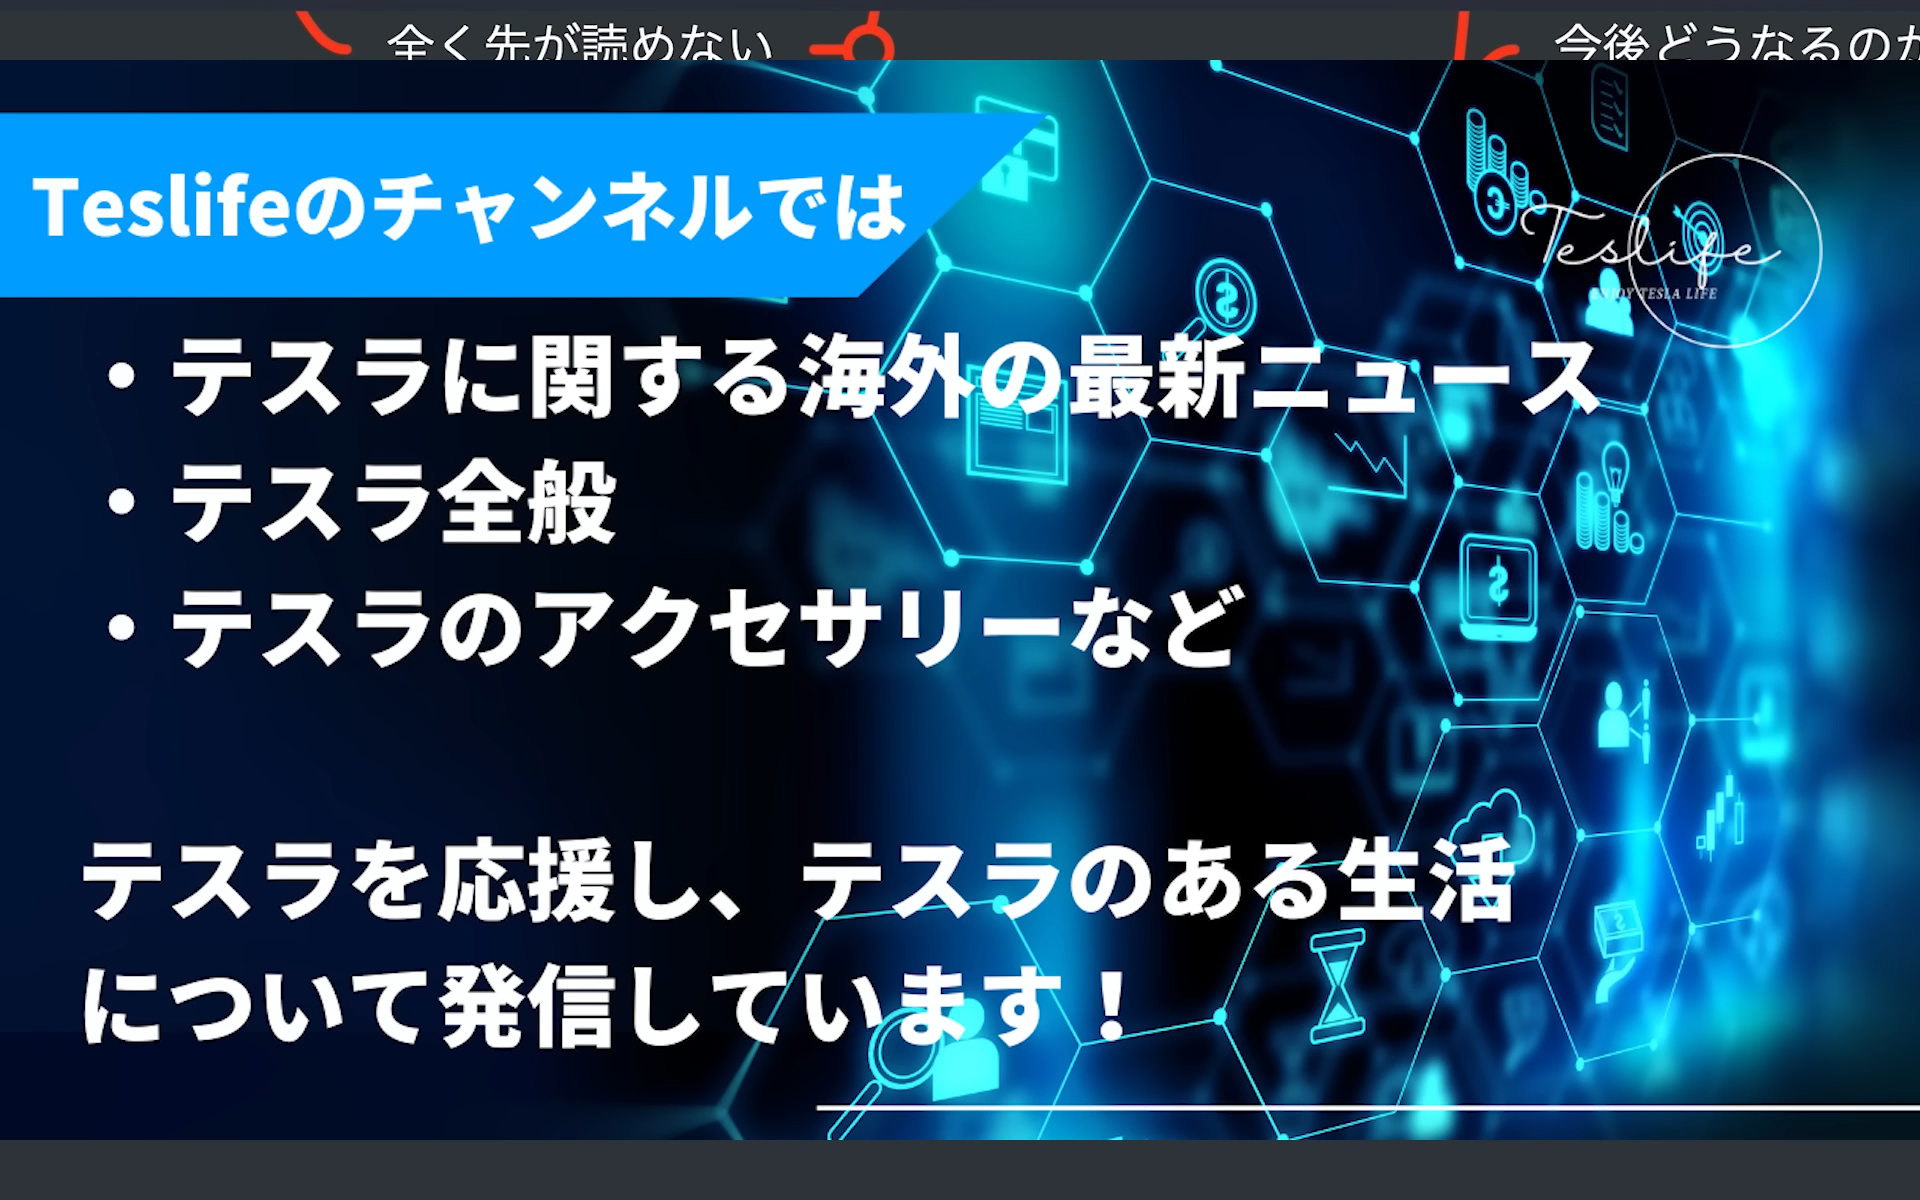 全く先が読めない
今後どうなるのか
Teslifeのチャンネルでは
Teslife
ENJOY TESLA LIFE
・テスラに関する海外の最新ニュース
・テスラ全般
・テスラのアクセサリーなど
テスラを応援し、テスラのある生活
について発信しています！